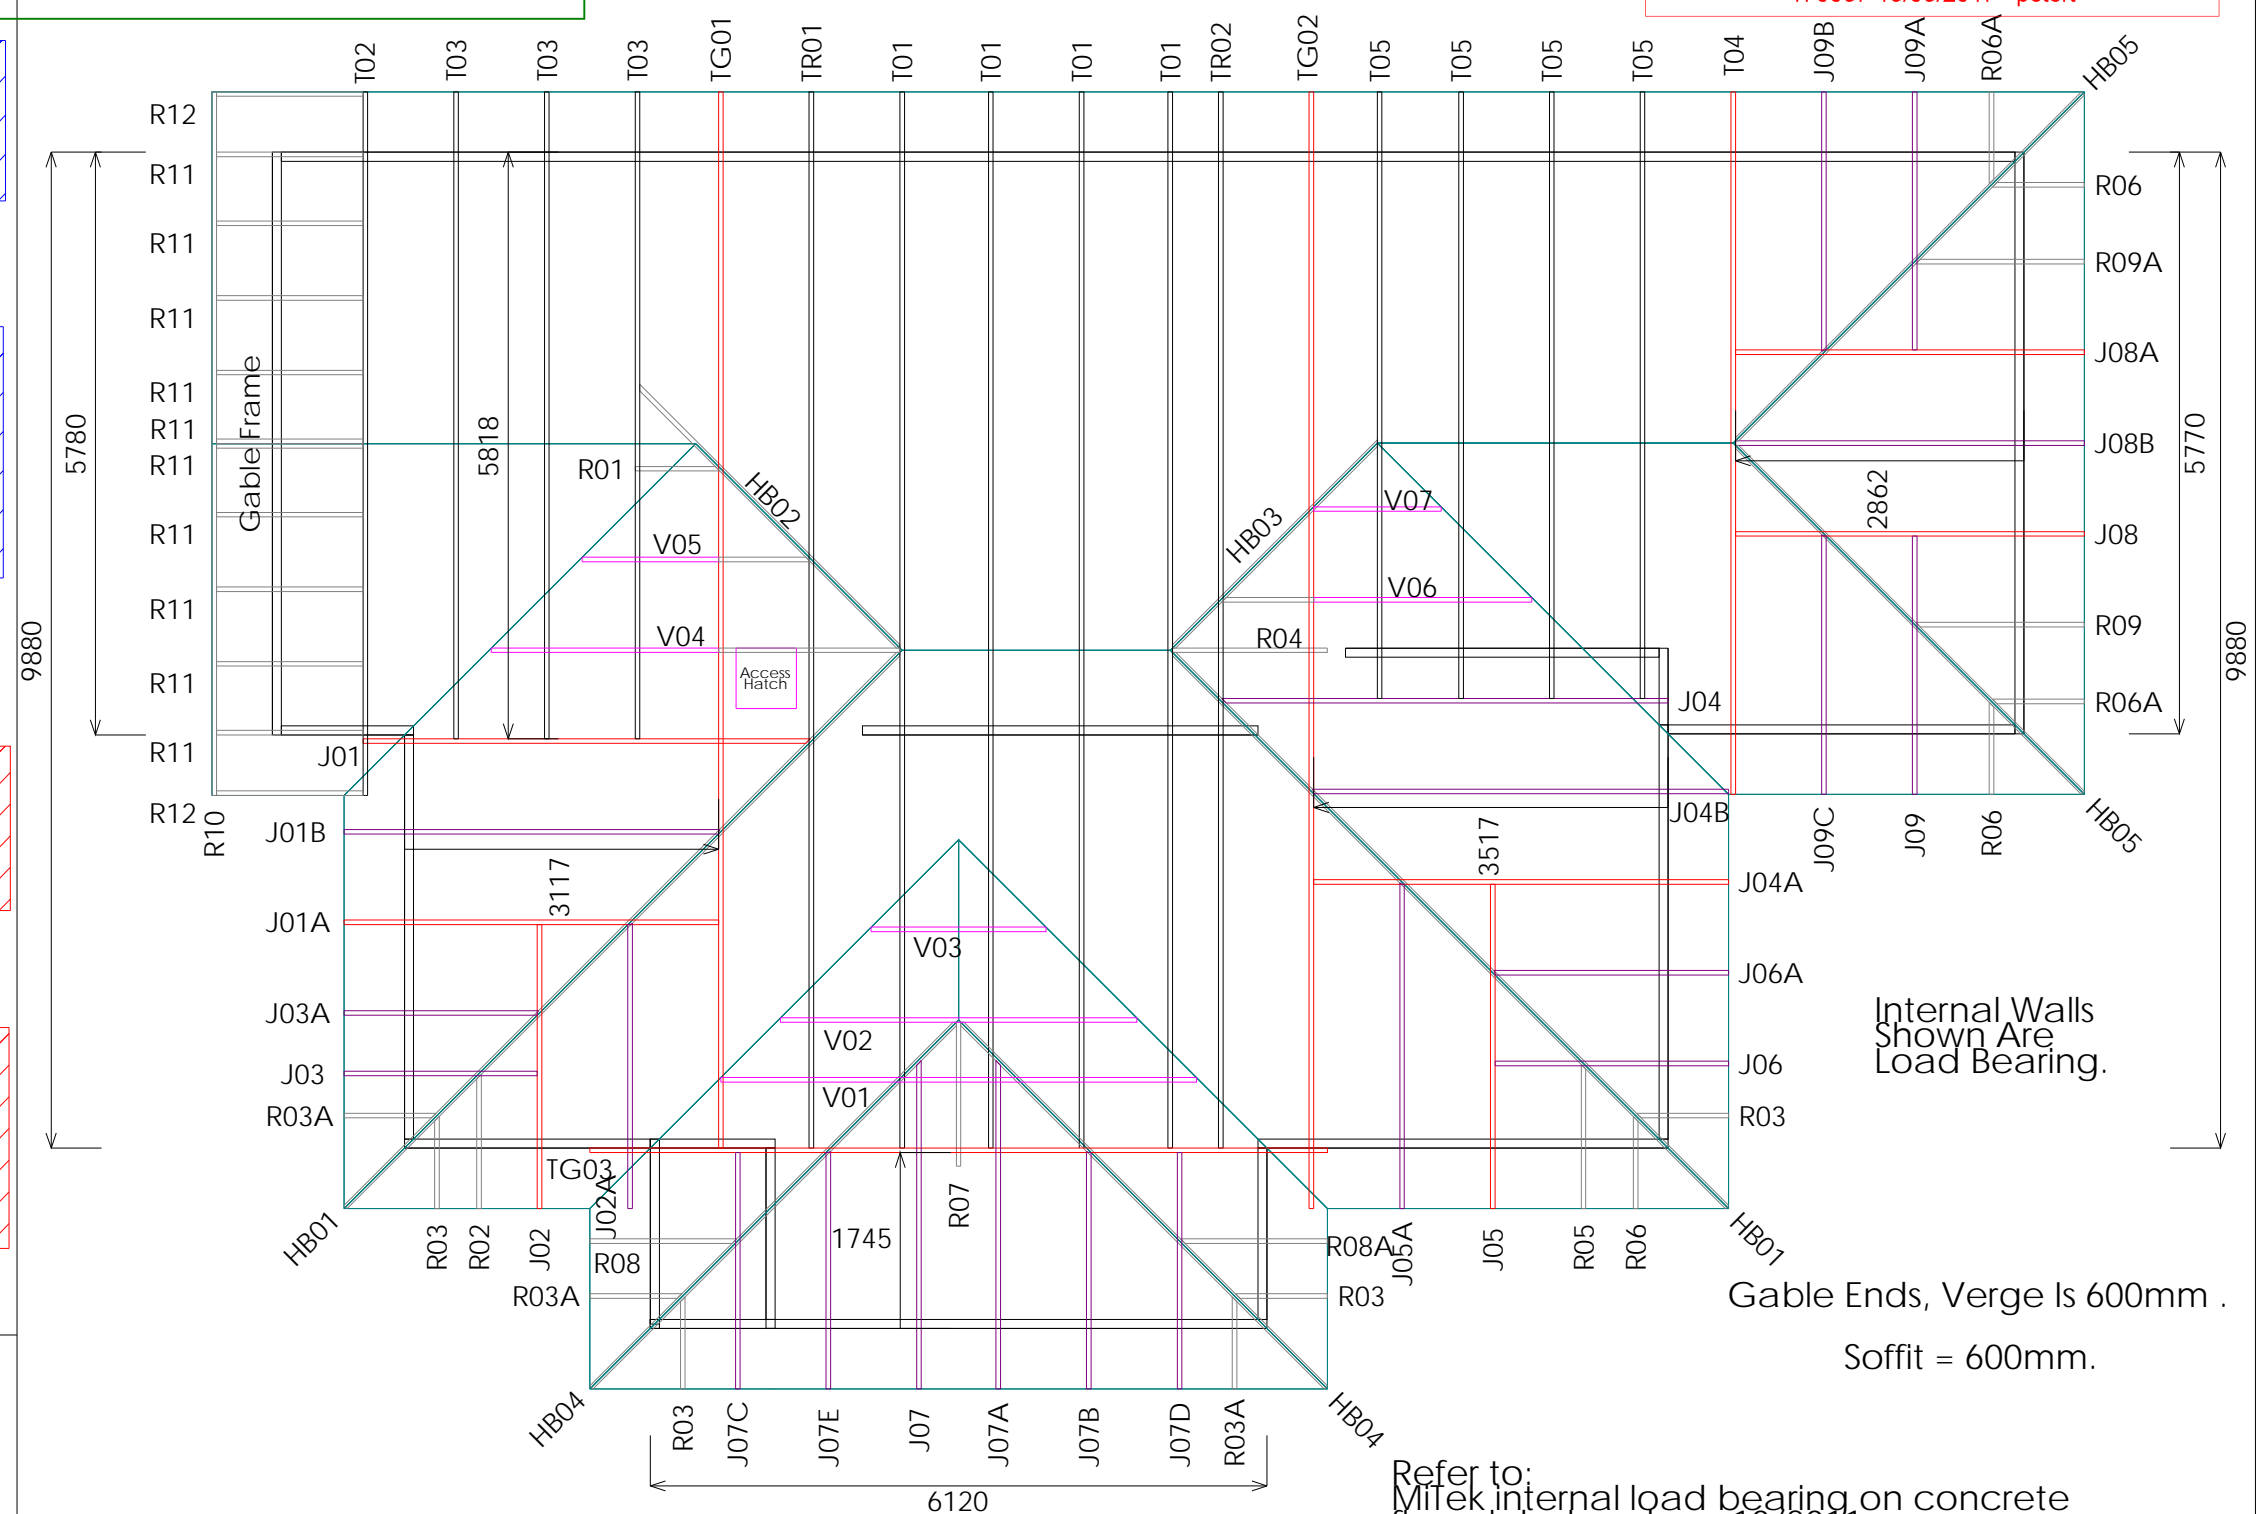 T02
T03
T03
T03
TG01
TR01
T01
T01
T01
T01
TR02
TG02
T05
T05
T05
T05
T04
J09B
J09A
R06A
HB05
R12
R11
R11
R11
R11
R11
R11
R11
R11
R11
R11
R12
R10
Gable Frame
5780
9880
5818
R01
HB02
V05
V04
Access
Hatch
HB03
V07
V06
R04
R06
R09A
J08A
J08B
2862
J08
R09
R06A
5770
9880
J01
J04
J01B
J04B
3117
3517
J09C
J09
R06
HB05
J01A
J04A
V03
J03A
J06A
V02
J03
J06
V01
R03A
R03
Internal Walls
Shown Are
Load Bearing.
TG03
J02A
HB01
R03
R02
J02
R08
R07
1745
R08A
J05A
J05
R05
R06
HB01
R03A
R03
Gable Ends, Verge Is 600mm .
Soffit = 600mm.
HB04
R03
J07C
J07E
J07
J07A
J07B
J07D
R03A
HB04
6120
Refer to:
MiTek internal load bearing on concrete